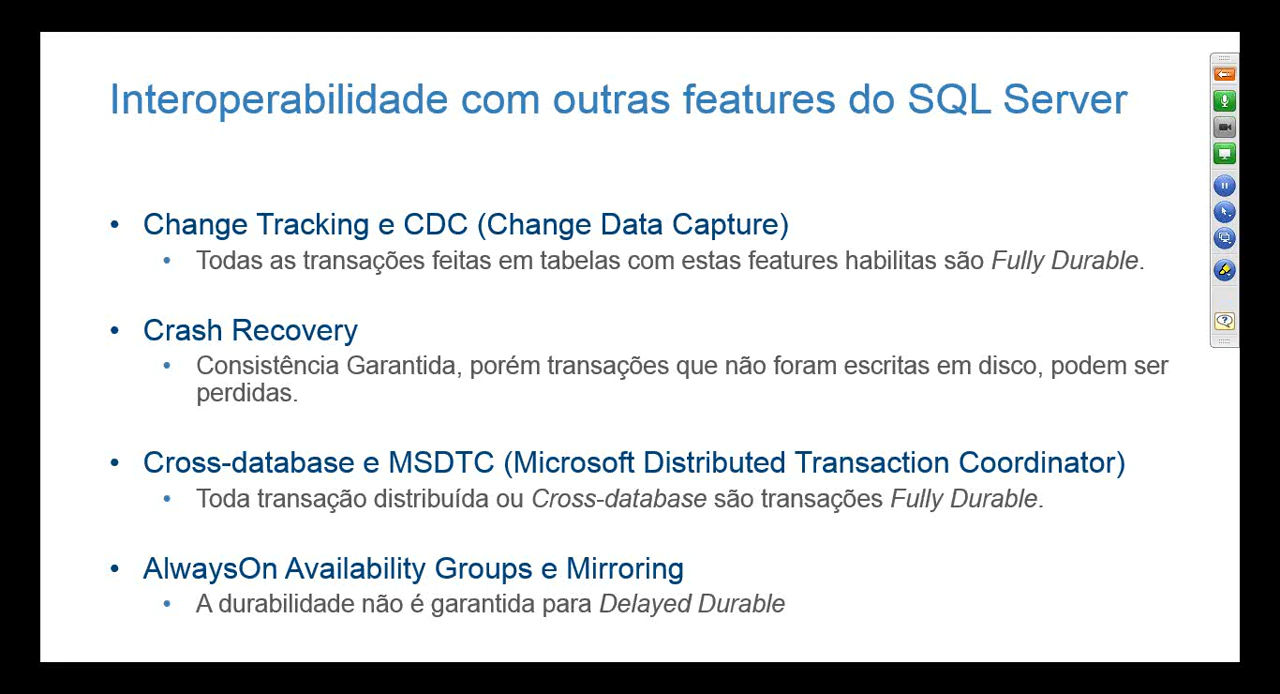 Interoperabilidade com outras features do SQL Server
• Change Tracking e CDC (Change Data Capture)
• Todas as transações feitas em tabelas com estas features habilitas são Fully Durable.
• Crash Recovery
• Consistência Garantida, porém transações que não foram escritas em disco, podem ser
perdidas.
• Cross-database e MSDTC (Microsoft Distributed Transaction Coordinator)
• Toda transação distribuída ou Cross-database são transações Fully Durable.
• AlwaysOn Availability Groups e Mirroring
• A durabilidade não é garantida para Delayed Durable